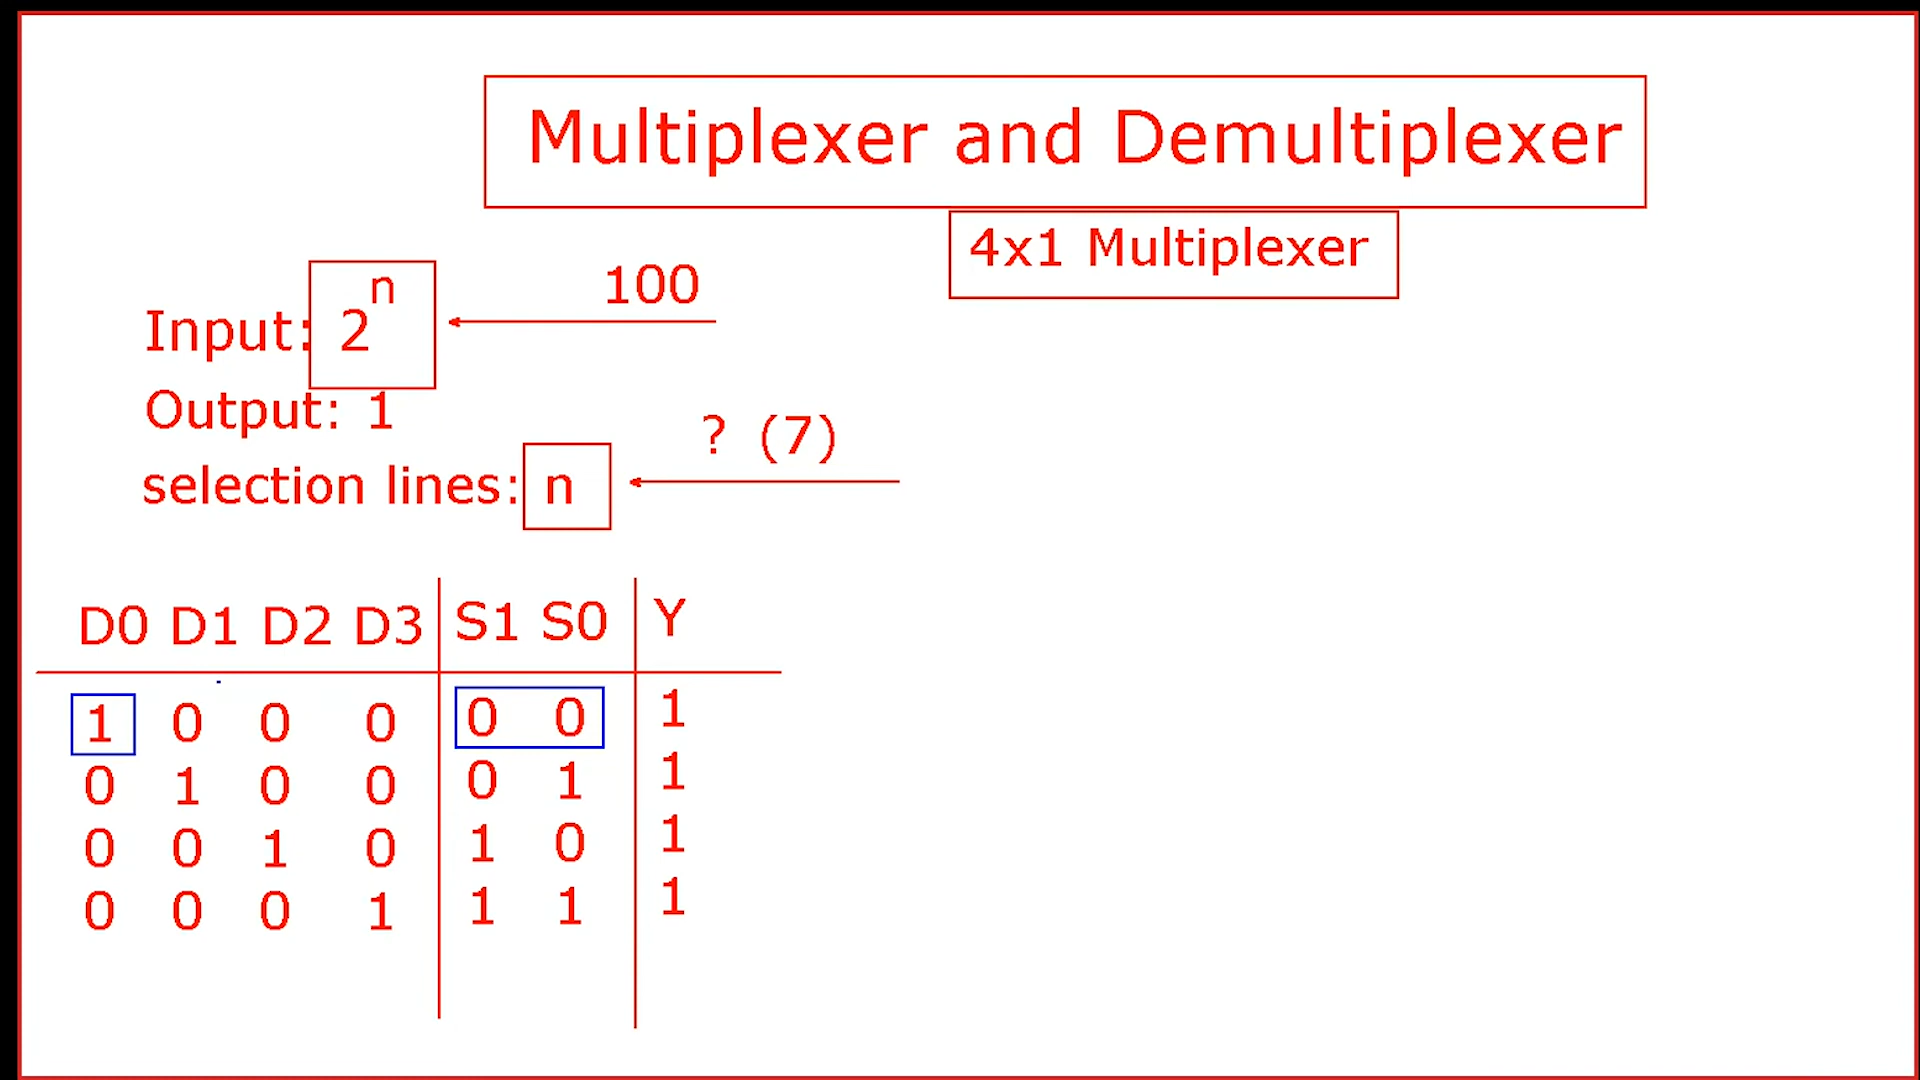 Multiplexer and Demultiplexer
4x1 Multiplexer
100
n
Input: 2
Output: 1
? (7)
selection lines: n
D0 D1 D2 D3 S1 S0 Y
1 0 0 0 0 0 1
0 1 0 0 0 1 1
0 0 1 0 1 0 1
0 0 0 1 1 1 1